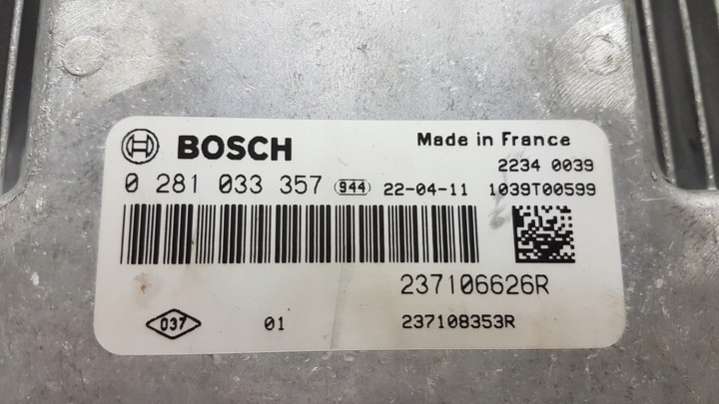 BOSCH Made in France
2234 0039
0 281 033 357 944 22-04-11 1039T00599
237106626R
037 01 237108353R